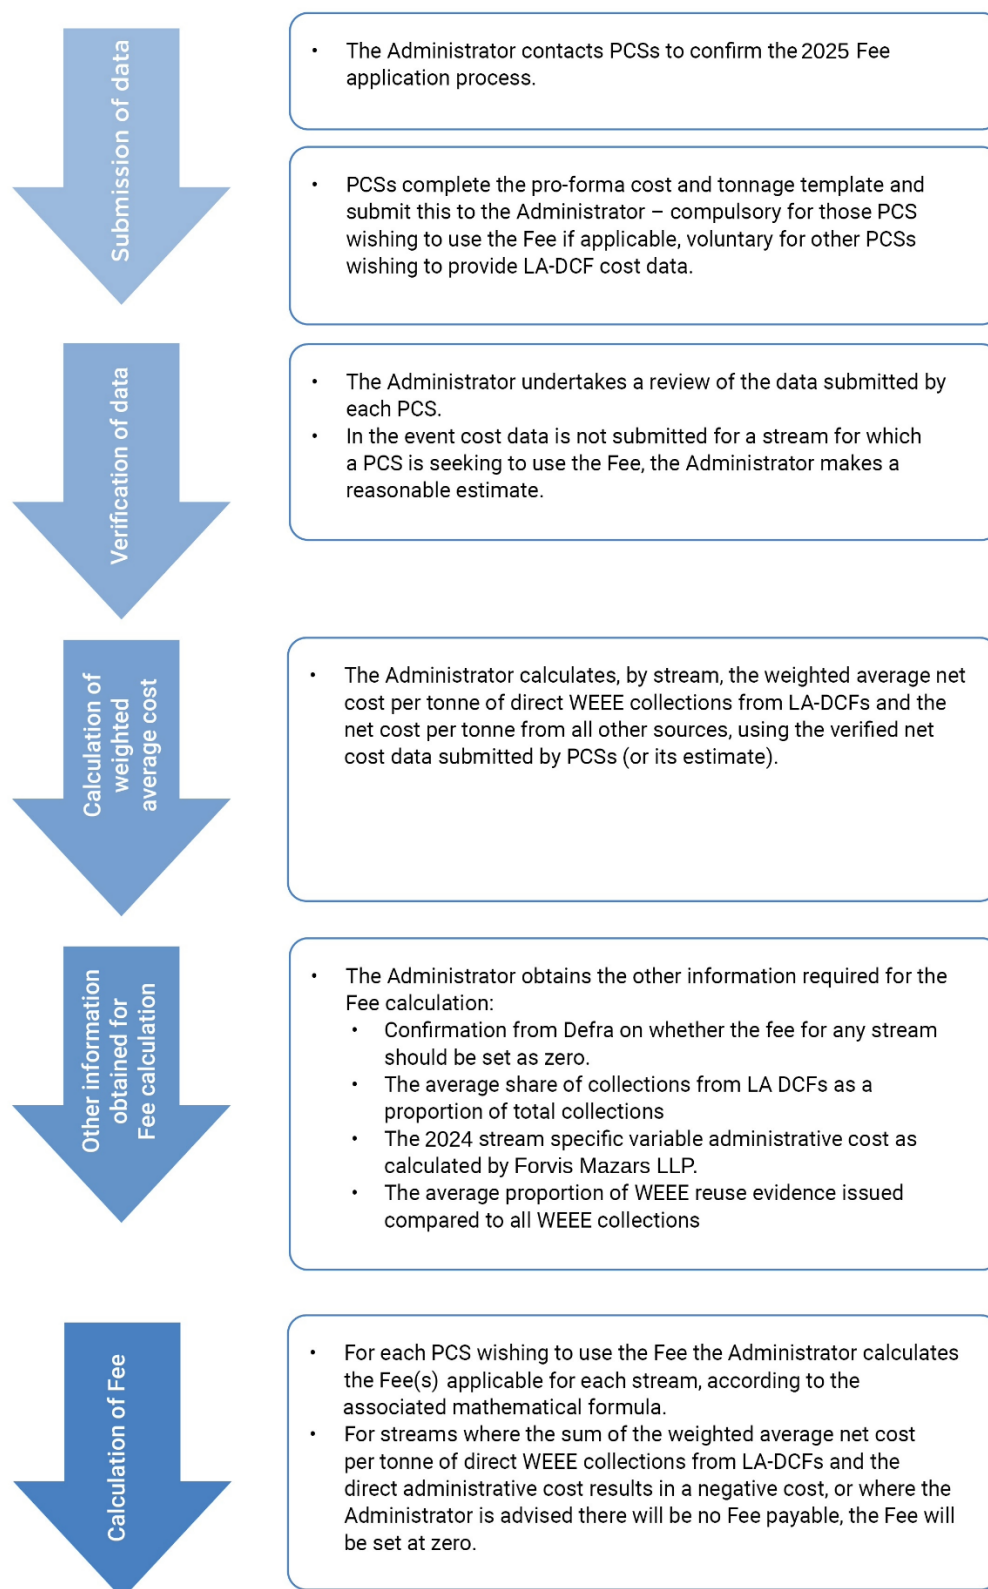 Submission of data
• The Administrator contacts PCSs to confirm the 2025 Fee
application process.
• PCSs complete the pro-forma cost and tonnage template and
submit this to the Administrator – compulsory for those PCS
wishing to use the Fee if applicable, voluntary for other PCSs
wishing to provide LA-DCF cost data.
Verification of data
• The Administrator undertakes a review of the data submitted by
each PCS.
• In the event cost data is not submitted for a stream for which
a PCS is seeking to use the Fee, the Administrator makes a
reasonable estimate.
Calculation of
weighted
average cost
• The Administrator calculates, by stream, the weighted average net
cost per tonne of direct WEEE collections from LA-DCFs and the
net cost per tonne from all other sources, using the verified net
cost data submitted by PCSs (or its estimate).
Other information
obtained for
Fee calculation
• The Administrator obtains the other information required for the
Fee calculation:
• Confirmation from Defra on whether the fee for any stream
should be set as zero.
• The average share of collections from LA DCFs as a
proportion of total collections
• The 2024 stream specific variable administrative cost as
calculated by Forvis Mazars LLP.
• The average proportion of WEEE reuse evidence issued
compared to all WEEE collections
Calculation of Fee
• For each PCS wishing to use the Fee the Administrator calculates
the Fee(s) applicable for each stream, according to the
associated mathematical formula.
• For streams where the sum of the weighted average net cost
per tonne of direct WEEE collections from LA-DCFs and the
direct administrative cost results in a negative cost, or where the
Administrator is advised there will be no Fee payable, the Fee will
be set at zero.